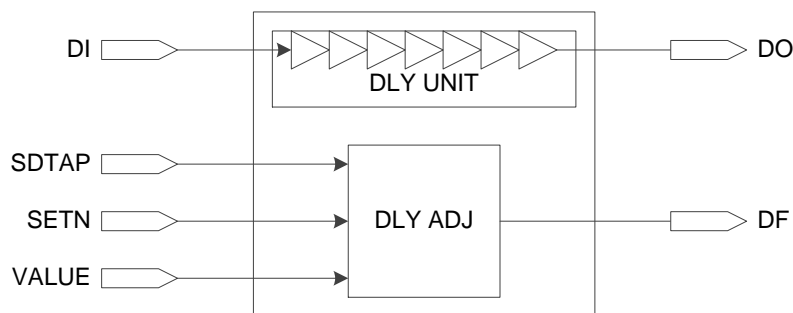 DI
DO
DLY UNIT
SDTAP
SETN
DLY ADJ
DF
VALUE